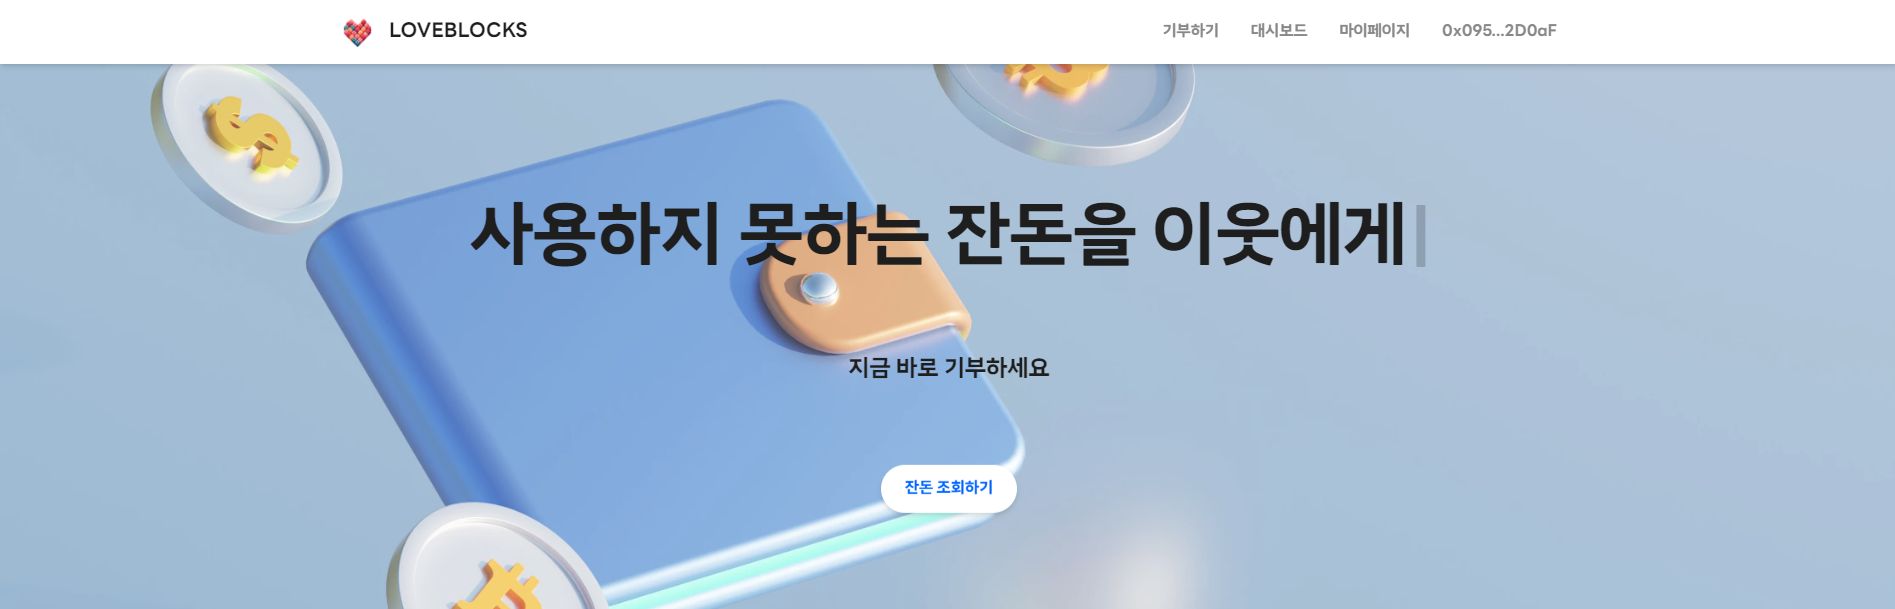 LOVEBLOCKS
기부하기 대시보드 마이페이지 0x095...2D0aF
사용하지 못하는 잔돈을 이웃에게
지금 바로 기부하세요
잔돈 조회하기